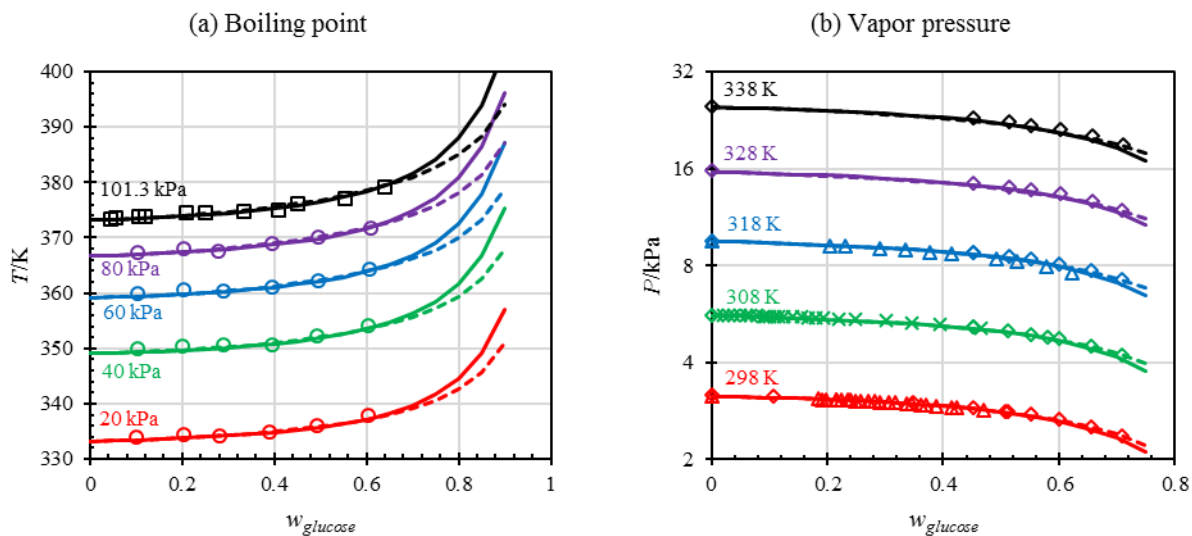 (a) Boiling point
400
390
380
370
360
350
340
330
T/K
101.3 kPa
80 kPa
60 kPa
40 kPa
20 kPa
0
0.2
0.4
0.6
0.8
1
w_glucose
(b) Vapor pressure
32
16
8
4
2
P/kPa
338 K
328 K
318 K
308 K
298 K
0
0.2
0.4
0.6
0.8
w_glucose